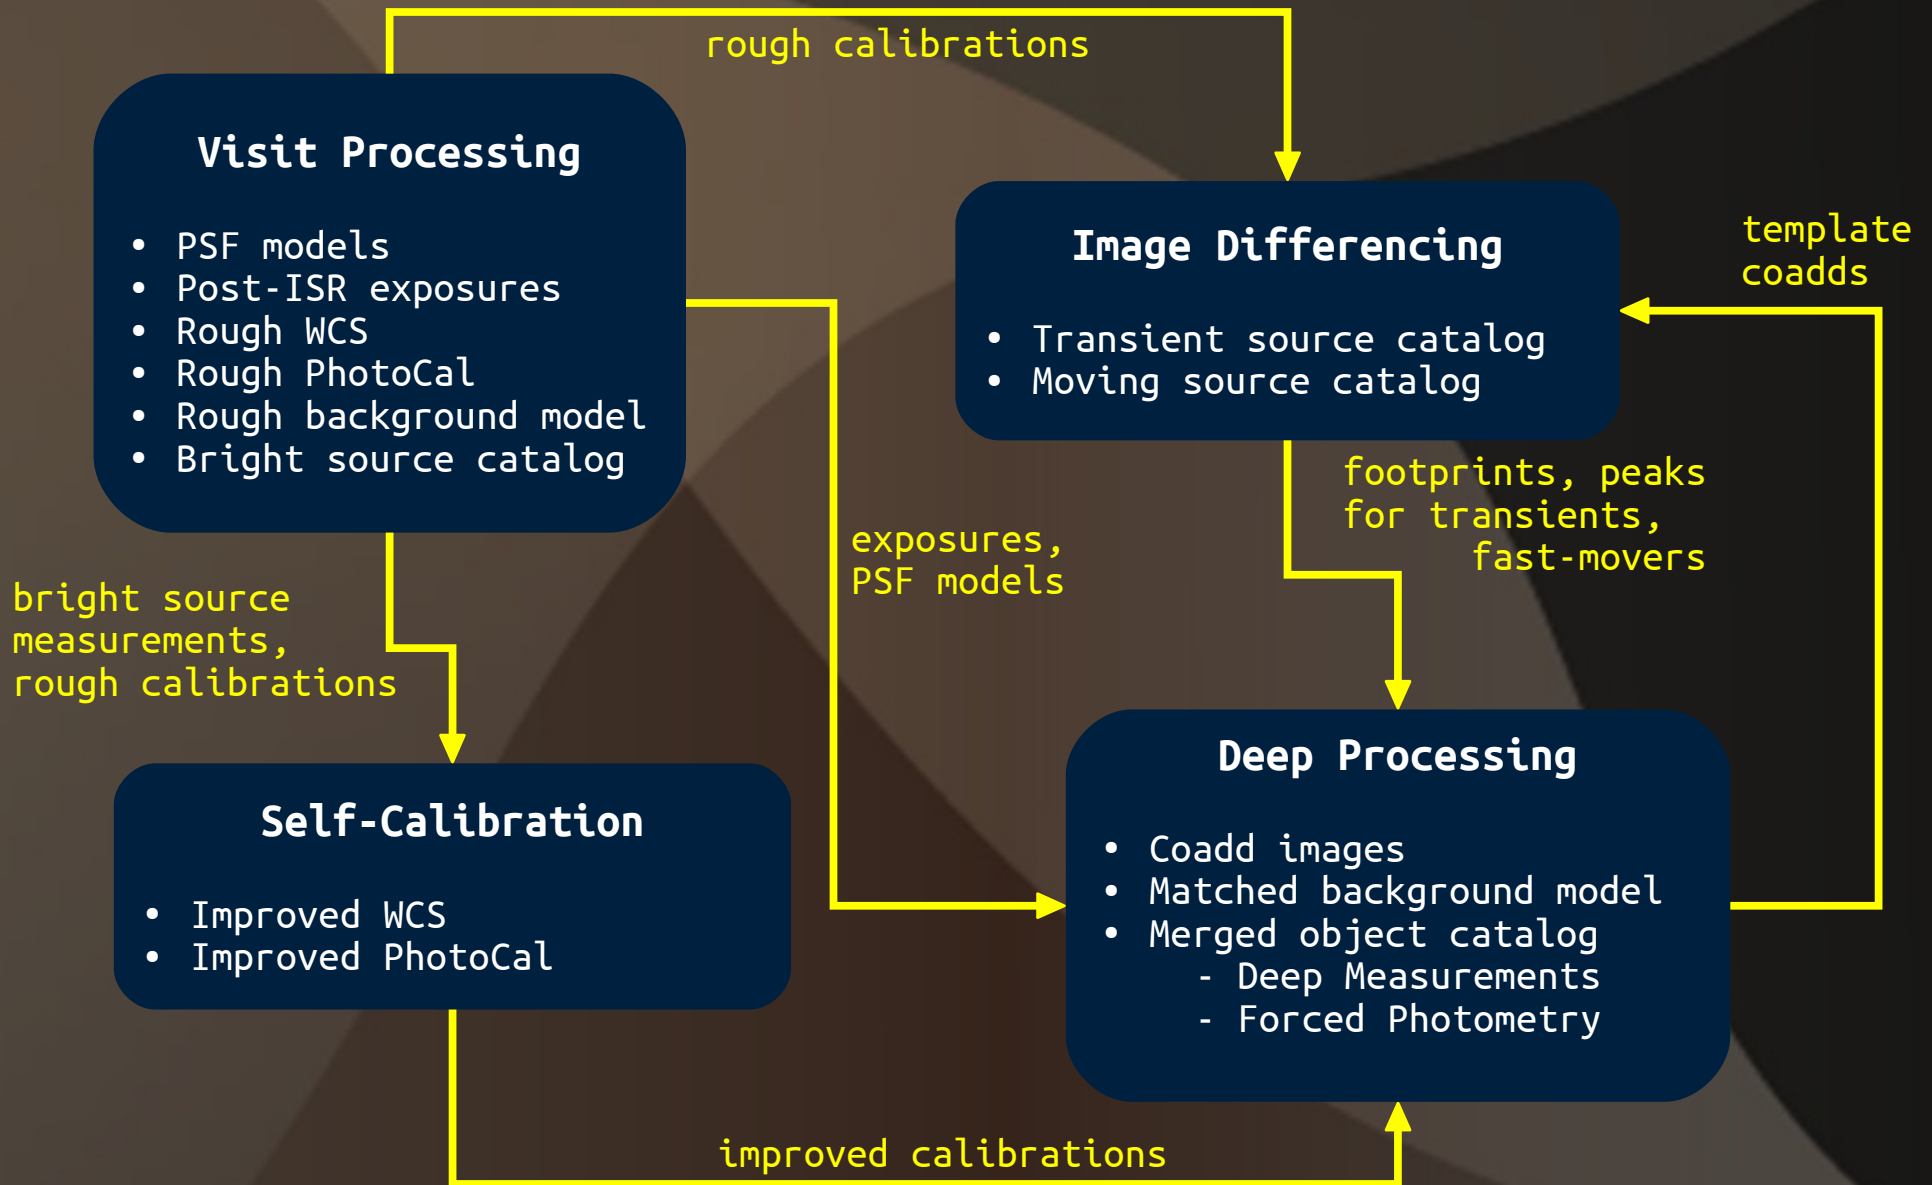 rough calibrations
Visit Processing
• PSF models
• Post-ISR exposures
• Rough WCS
• Rough PhotoCal
• Rough background model
• Bright source catalog
Image Differencing
• Transient source catalog
• Moving source catalog
template
coadds
footprints, peaks
for transients,
fast-movers
exposures,
PSF models
bright source
measurements,
rough calibrations
Self-Calibration
• Improved WCS
• Improved PhotoCal
Deep Processing
• Coadd images
• Matched background model
• Merged object catalog
- Deep Measurements
- Forced Photometry
improved calibrations